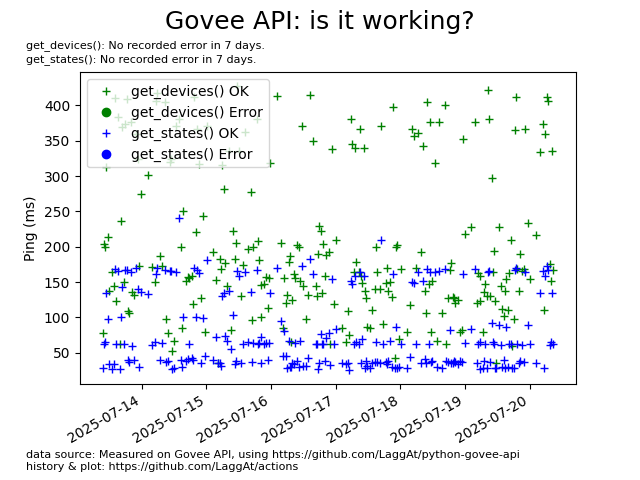 Govee API: is it working?
get_devices(): No recorded error in 7 days.
get_states(): No recorded error in 7 days.
get_devices() OK
get_devices() Error
get_states() OK
get_states() Error
Ping (ms)
400
350
300
250
200
150
100
50
2025-07-14
2025-07-15
2025-07-16
2025-07-17
2025-07-18
2025-07-19
2025-07-20
data source: Measured on Govee API, using https://github.com/LaggAt/python-govee-api
history & plot: https://github.com/LaggAt/actions